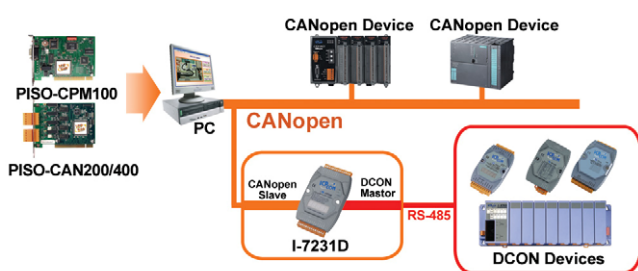 CANopen Device
CANopen Device
PISO-CPM100
PC
CANopen
PISO-CAN200/400
CANopen
Slave
DCON
Mastor
RS-485
I-7231D
DCON Devices